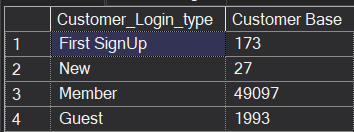 Customer_Login_type Customer Base
1 First SignUp 173
2 New 27
3 Member 49097
4 Guest 1993